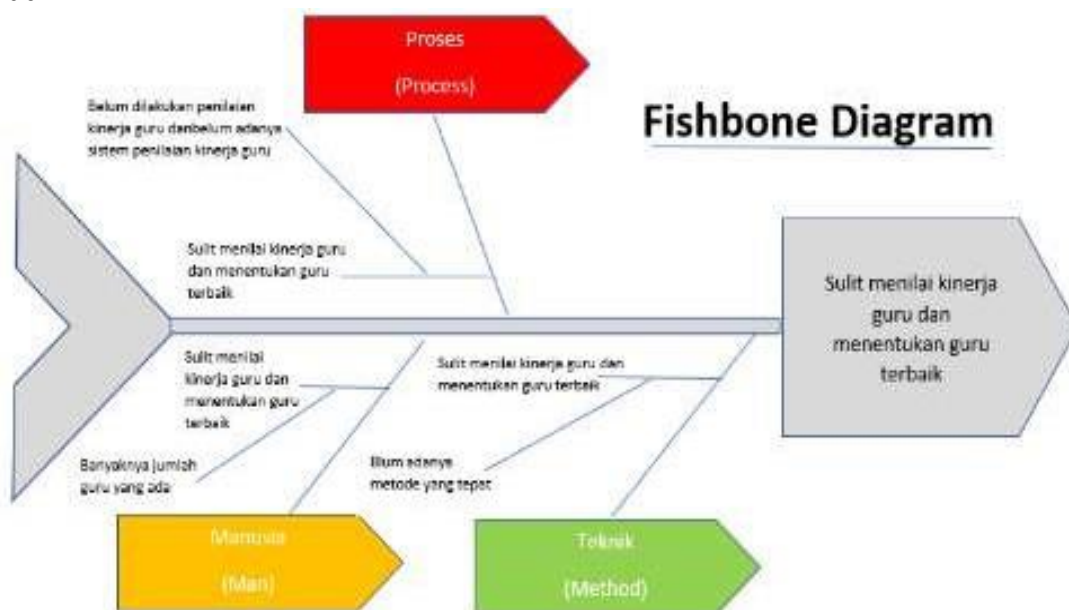 Proses
(Process)
Belum dilakukan penilaian
kinerja guru danbelum adanya
sistem penilaian kinerja guru
Fishbone Diagram
Sulit menilai kinerja guru
dan menentukan guru
terbaik
Sulit menilai kinerja
guru dan
menentukan guru
terbaik
Sulit menilai
kinerja guru dan
menentukan guru
terbaik
Sulit menilai kinerja guru dan
menentukan guru terbaik
Banyaknya jumlah
guru yang ada
adanya
metode yang tepat
(Man)
Teknik
(Method)